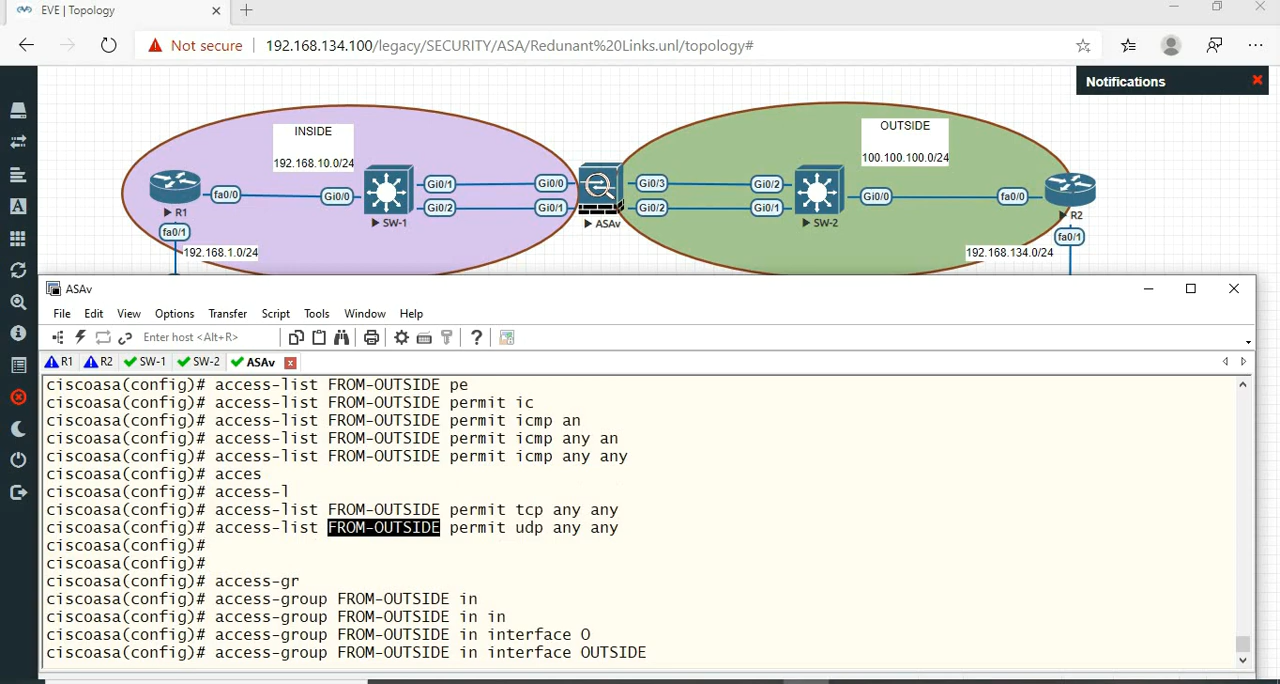 EVE | Topology
Not secure 192.168.134.100/legacy/SECURITY/ASA/Redunant%20Links.unl/topology#
Notifications
INSIDE
192.168.10.0/24
OUTSIDE
100.100.100.0/24
R1
fa0/0
Gi0/0
SW-1
Gi0/1
Gi0/2
Gi0/0
Gi0/1
ASAv
Gi0/3
Gi0/2
Gi0/2
Gi0/1
SW-2
Gi0/0
fa0/0
R2
fa0/1
192.168.1.0/24
192.168.134.0/24
fa0/1
ASAv
File Edit View Options Transfer Script Tools Window Help
Enter host <Alt+R>
R1 R2 SW-1 SW-2 ASAv
ciscoasa(config)# access-list FROM-OUTSIDE pe
ciscoasa(config)# access-list FROM-OUTSIDE permit ic
ciscoasa(config)# access-list FROM-OUTSIDE permit icmp an
ciscoasa(config)# access-list FROM-OUTSIDE permit icmp any an
ciscoasa(config)# access-list FROM-OUTSIDE permit icmp any any
ciscoasa(config)# acces
ciscoasa(config)# access-l
ciscoasa(config)# access-list FROM-OUTSIDE permit tcp any any
ciscoasa(config)# access-list FROM-OUTSIDE permit udp any any
ciscoasa(config)#
ciscoasa(config)#
ciscoasa(config)# access-gr
ciscoasa(config)# access-group FROM-OUTSIDE in
ciscoasa(config)# access-group FROM-OUTSIDE in in
ciscoasa(config)# access-group FROM-OUTSIDE in interface O
ciscoasa(config)# access-group FROM-OUTSIDE in interface OUTSIDE